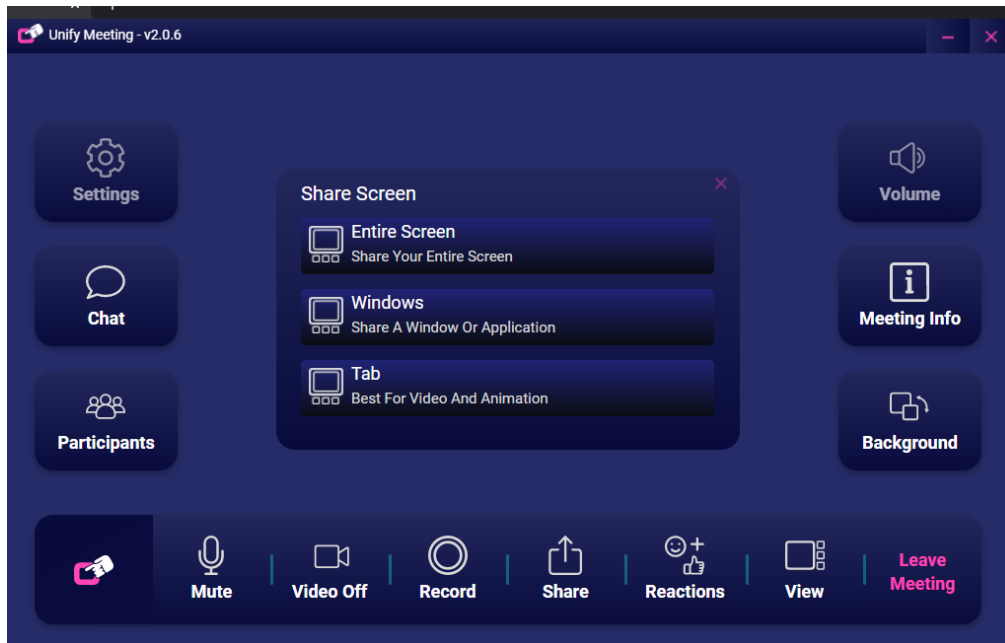 Unify Meeting - v2.0.6
Settings
Volume
Share Screen
Entire Screen
Share Your Entire Screen
Chat
Meeting Info
Windows
Share A Window Or Application
Tab
Best For Video And Animation
Participants
Background
Mute
Video Off
Record
Share
Reactions
View
Leave
Meeting